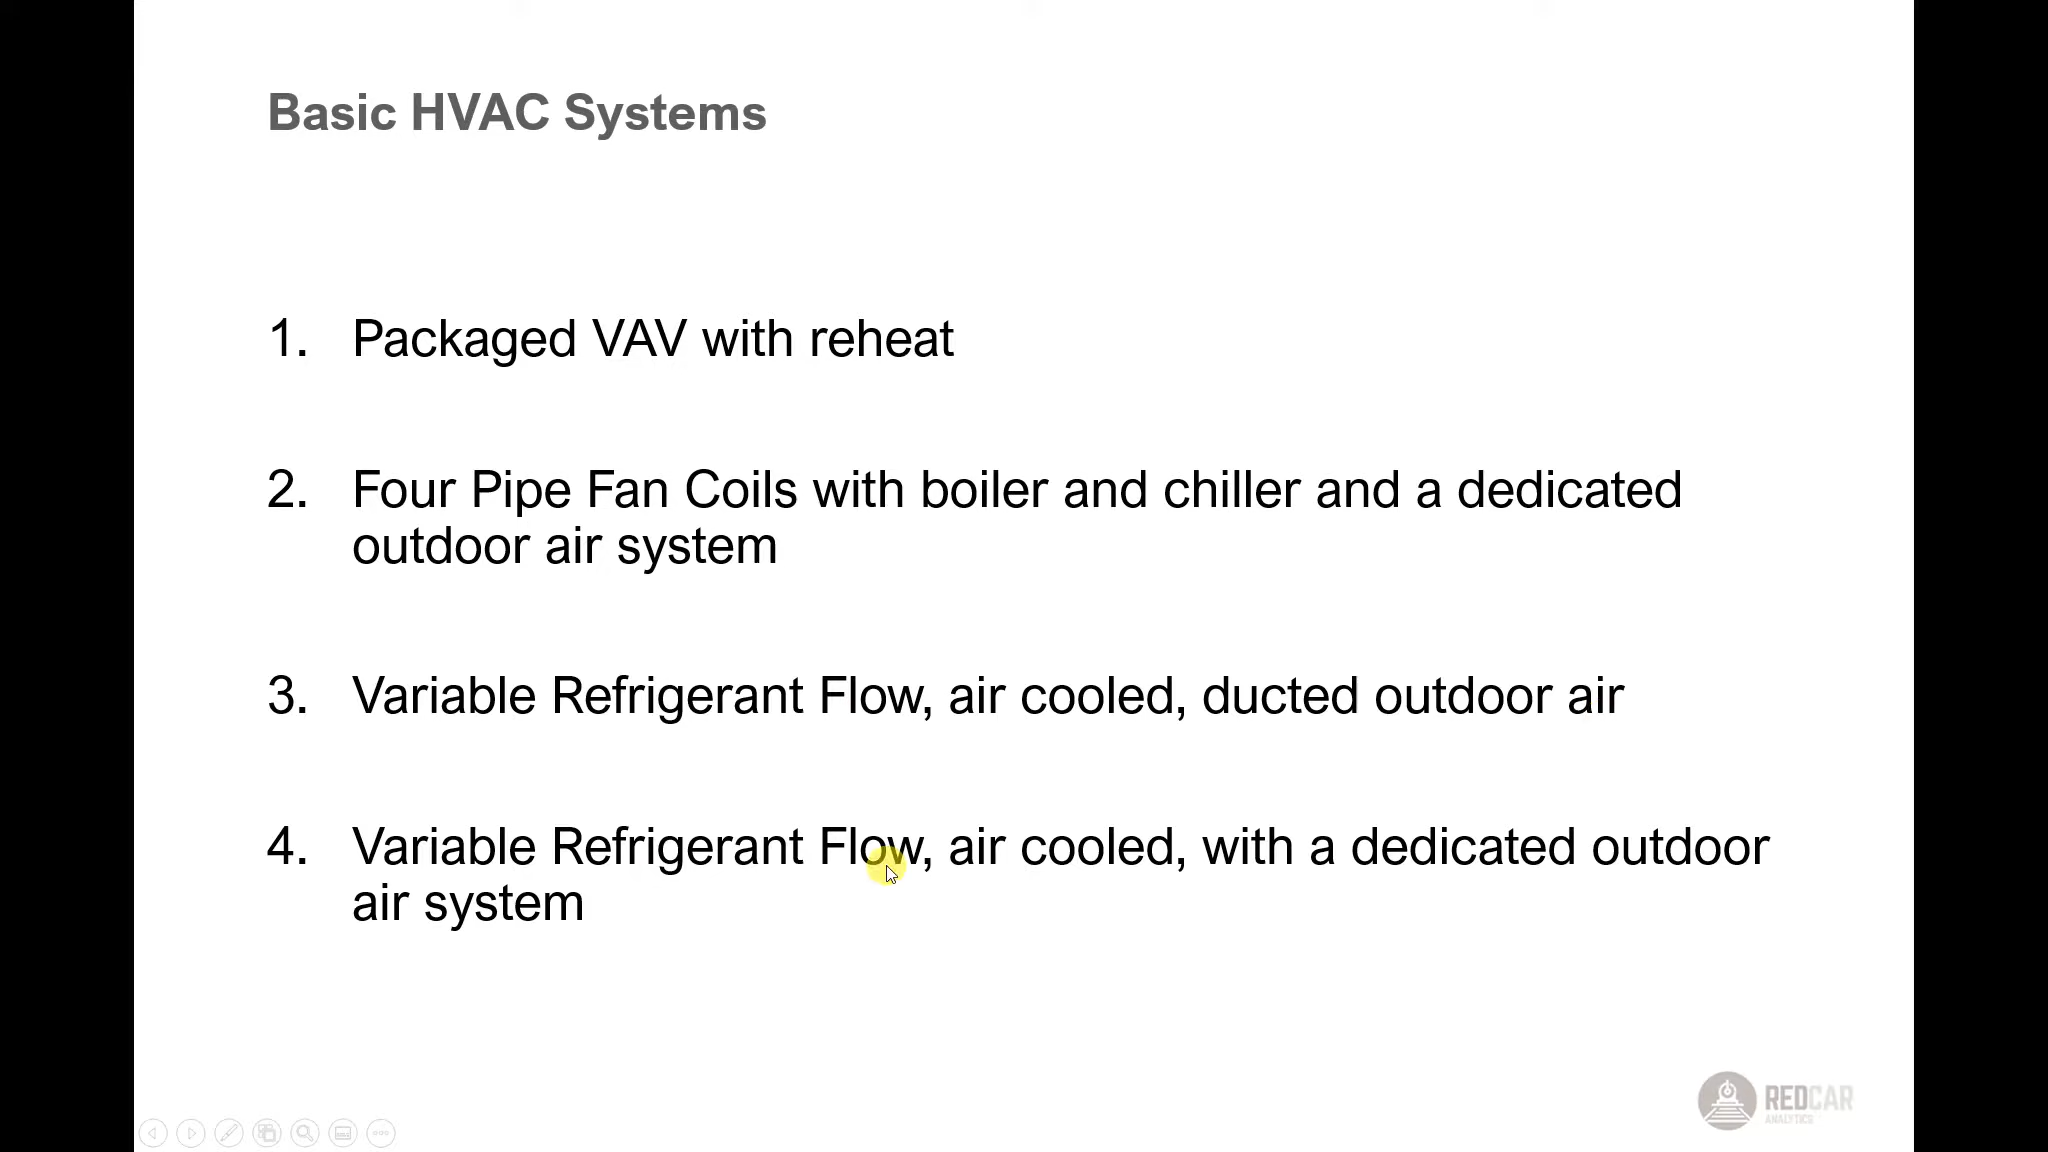 Basic HVAC Systems
1. Packaged VAV with reheat
2. Four Pipe Fan Coils with boiler and chiller and a dedicated
outdoor air system
3. Variable Refrigerant Flow, air cooled, ducted outdoor air
4. Variable Refrigerant Flow, air cooled, with a dedicated outdoor
air system
REDCAR
ANALYTICS